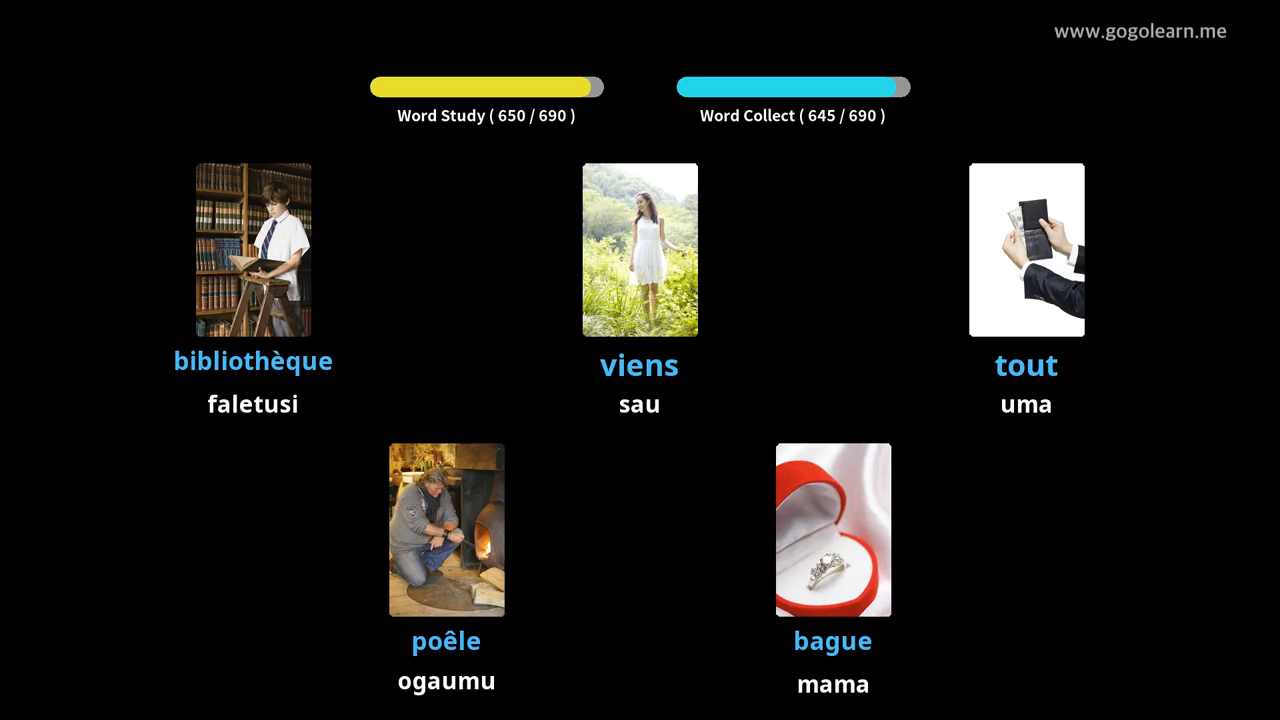 www.gogolearn.me
Word Study ( 650 / 690 )
Word Collect ( 645 / 690 )
bibliothèque
faletusi
viens
sau
tout
uma
poêle
ogaumu
bague
mama